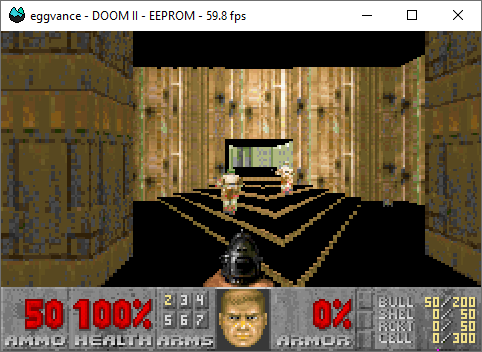 eggvance - DOOM II - EEPROM - 59.8 fps
50 100% 2 3 4 0% BULL 50/200
5 6 7 SHEL 0/50
RCKT 0/50
AMMO HEALTH ARMS ARMOR CELL 0/300